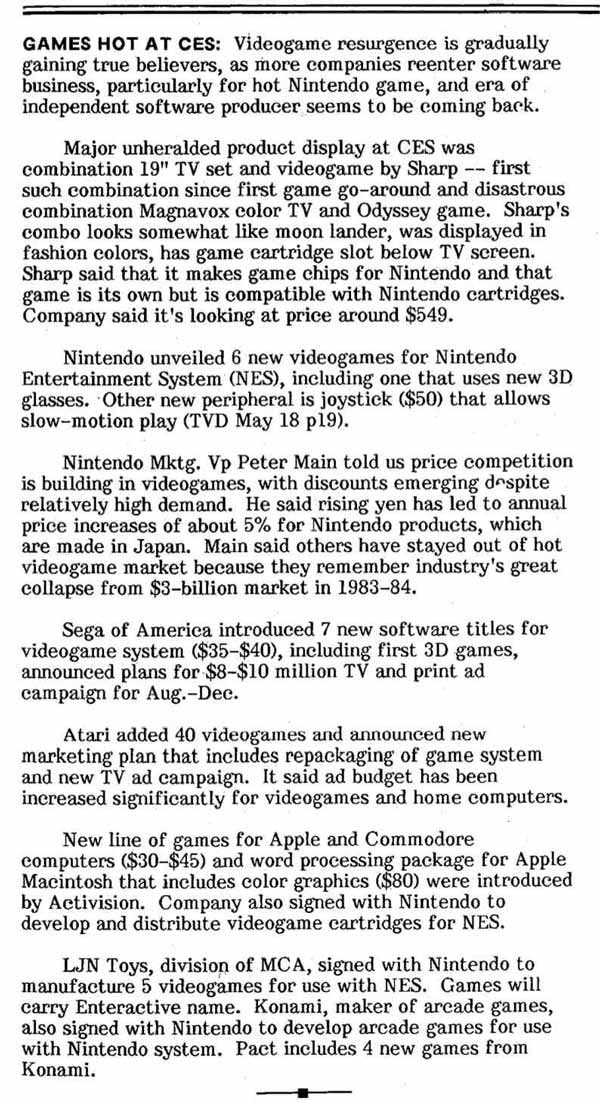 GAMES HOT AT CES: Videogame resurgence is gradually
gaining true believers, as more companies reenter software
business, particularly for hot Nintendo game, and era of
independent software producer seems to be coming back.
Major unheralded product display at CES was
combination 19" TV set and videogame by Sharp -- first
such combination since first game go-around and disastrous
combination Magnavox color TV and Odyssey game. Sharp's
combo looks somewhat like moon lander, was displayed in
fashion colors, has game cartridge slot below TV screen.
Sharp said that it makes game chips for Nintendo and that
game is its own but is compatible with Nintendo cartridges.
Company said it's looking at price around $549.
Nintendo unveiled 6 new videogames for Nintendo
Entertainment System (NES), including one that uses new 3D
glasses. Other new peripheral is joystick ($50) that allows
slow-motion play (TVD May 18 p19).
Nintendo Mktg. Vp Peter Main told us price competition
is building in videogames, with discounts emerging despite
relatively high demand. He said rising yen has led to annual
price increases of about 5% for Nintendo products, which
are made in Japan. Main said others have stayed out of hot
videogame market because they remember industry's great
collapse from $3-billion market in 1983-84.
Sega of America introduced 7 new software titles for
videogame system ($35-$40), including first 3D games,
announced plans for $8-$10 million TV and print ad
campaign for Aug.-Dec.
Atari added 40 videogames and announced new
marketing plan that includes repackaging of game system
and new TV ad campaign. It said ad budget has been
increased significantly for videogames and home computers.
New line of games for Apple and Commodore
computers ($30-$45) and word processing package for Apple
Macintosh that includes color graphics ($80) were introduced
by Activision. Company also signed with Nintendo to
develop and distribute videogame cartridges for NES.
LJN Toys, division of MCA, signed with Nintendo to
manufacture 5 videogames for use with NES. Games will
carry Enteractive name. Konami, maker of arcade games,
also signed with Nintendo to develop arcade games for use
with Nintendo system. Pact includes 4 new games from
Konami.